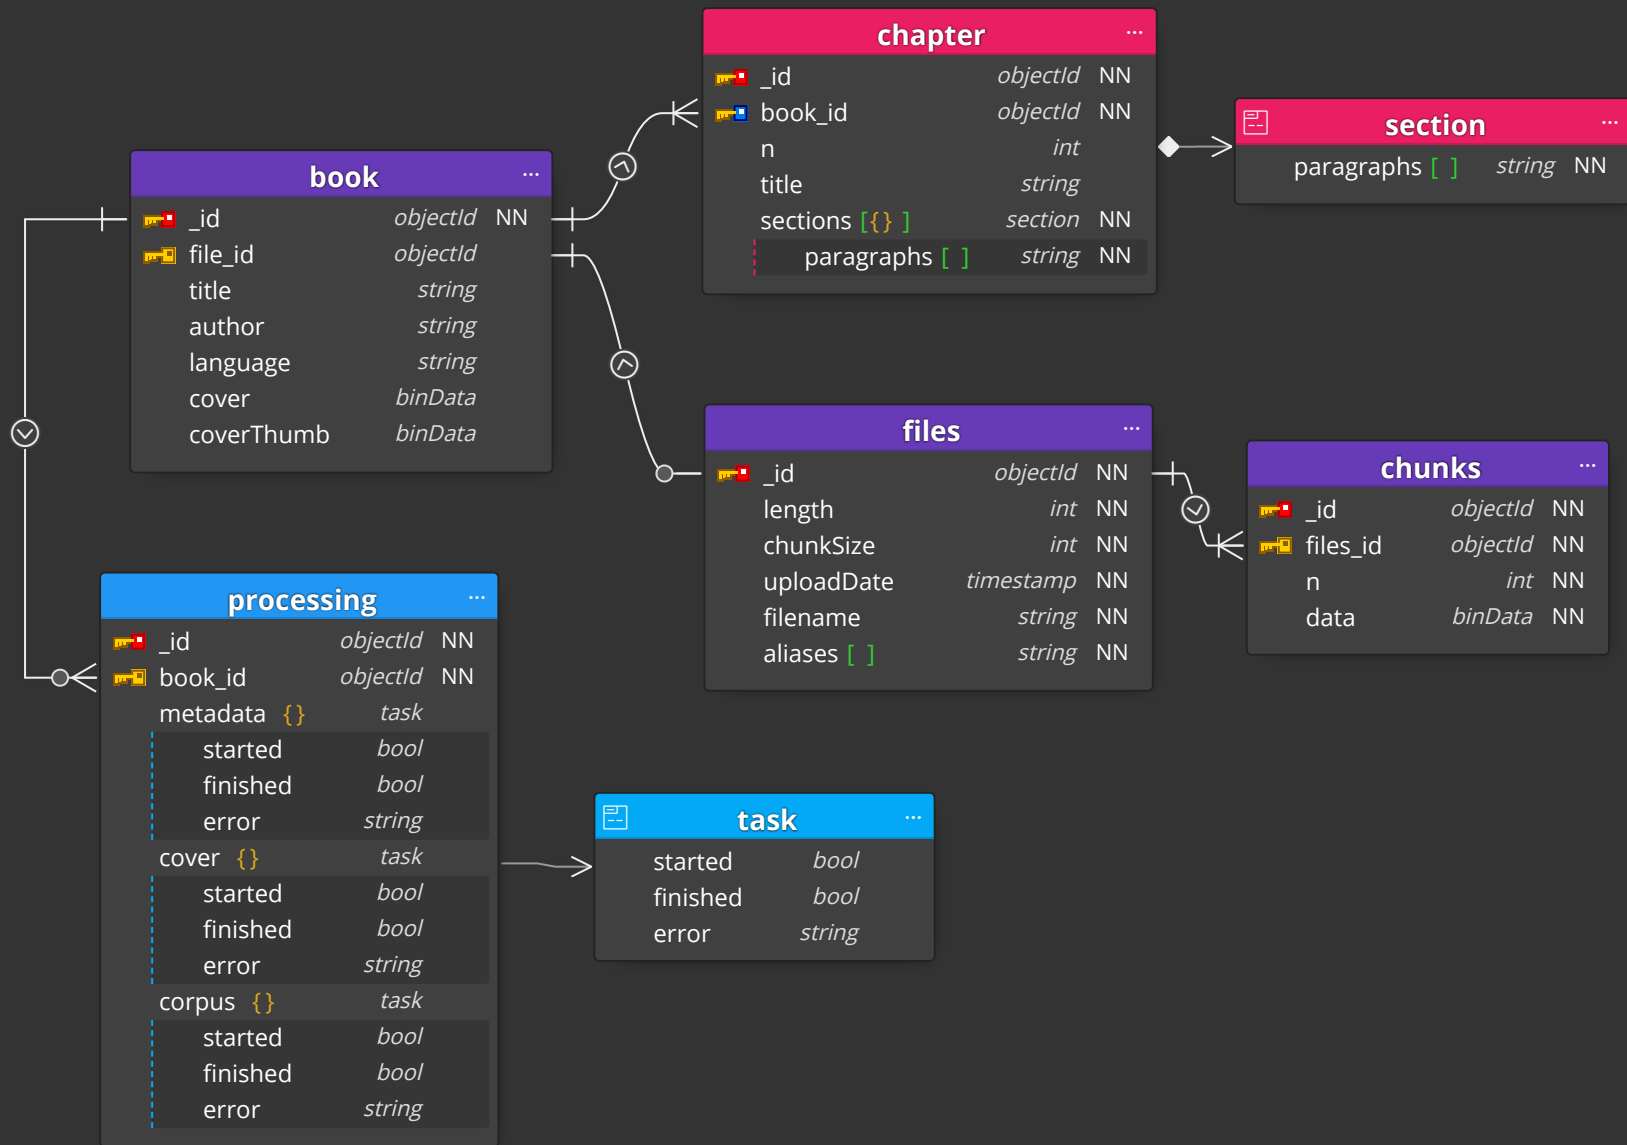 chapter ...
_id objectId NN
book_id objectId NN
n int
title string
sections [{} ] section NN
paragraphs [ ] string NN
section ...
paragraphs [ ] string NN
book ...
_id objectId NN
file_id objectId
title string
author string
language string
cover binData
coverThumb binData
files ...
_id objectId NN
length int NN
chunkSize int NN
uploadDate timestamp NN
filename string NN
aliases [ ] string NN
chunks ...
_id objectId NN
files_id objectId NN
n int NN
data binData NN
processing ...
_id objectId NN
book_id objectId NN
metadata {} task
started bool
finished bool
error string
cover {} task
started bool
finished bool
error string
corpus {} task
started bool
finished bool
error string
task ...
started bool
finished bool
error string